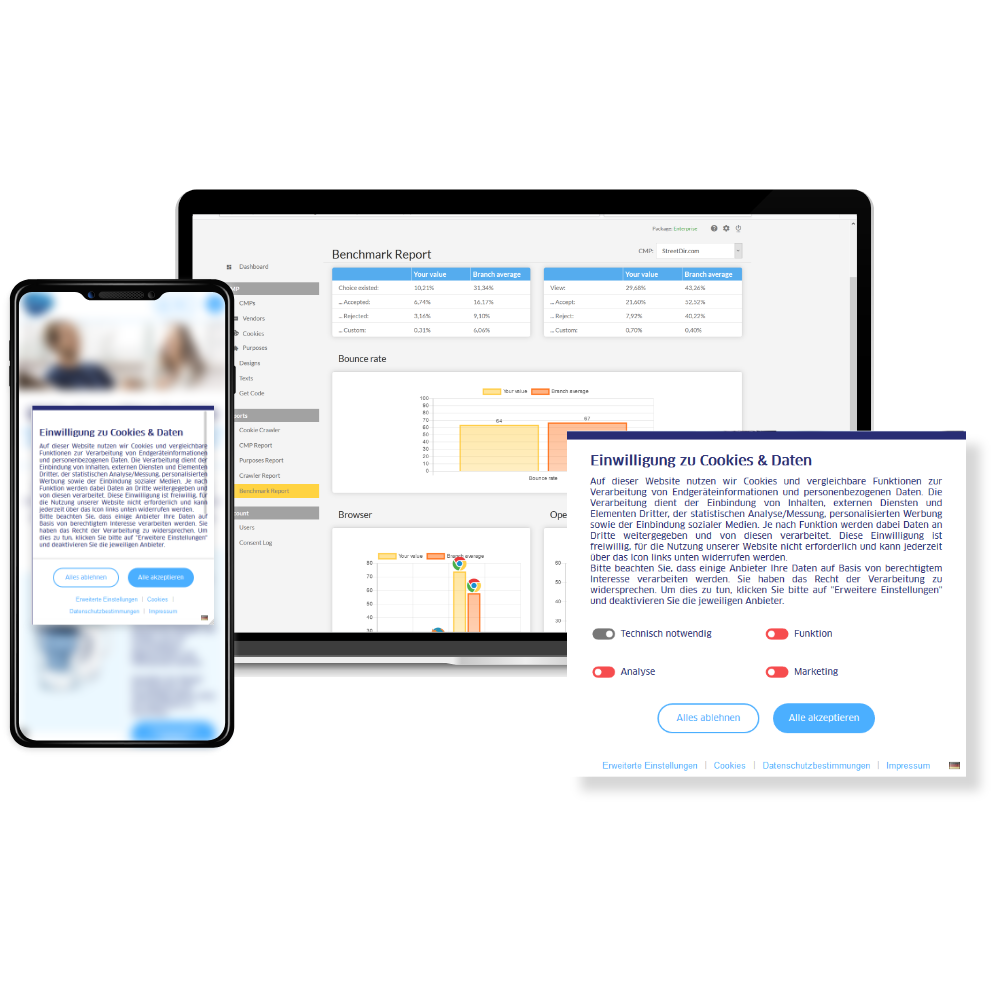 Package: Enterprise
Benchmark Report
CMP: StreetDir.com
Dashboard
CMPs
Vendors
Cookies
Purposes
Designs
Texts
Get Code
Cookie Crawler
CMP Report
Purposes Report
Crawler Report
Benchmark Report
Users
Consent Log
Your value Branch average
Choice existed: 10,21% 31,34%
... Accepted: 6,74% 16,17%
... Rejected: 3,16% 9,10%
... Custom: 0,31% 6,06%
Your value Branch average
View: 29,68% 43,26%
... Accept: 21,60% 52,52%
... Reject: 7,92% 40,22%
... Custom: 0,70% 0,40%
Bounce rate
Your value Branch average
100
90
80
70
60
50
40
30
20
10
0
64
67
Bounce rate
Browser
Your value Branch average
80
70
60
50
40
30
Ope
60
50
40
30
Einwilligung zu Cookies & Daten
Auf dieser Website nutzen wir Cookies und vergleichbare
Funktionen zur Verarbeitung von Endgeräteinformationen
und personenbezogenen Daten. Die Verarbeitung dient der
Einbindung von Inhalten, externen Diensten und Elementen
Dritter, der statistischen Analyse/Messung, personalisierten
Werbung sowie der Einbindung sozialer Medien. Je nach
Funktion werden dabei Daten an Dritte weitergegeben und
von diesen verarbeitet. Diese Einwilligung ist freiwillig, für
die Nutzung unserer Website nicht erforderlich und kann
jederzeit über das Icon links unten widerrufen werden.
Bitte beachten Sie, dass einige Anbieter Ihre Daten auf
Basis von berechtigtem Interesse verarbeiten werden. Sie
haben das Recht der Verarbeitung zu widersprechen. Um
dies zu tun, klicken Sie bitte auf "Erweitere Einstellungen"
und deaktivieren Sie die jeweiligen Anbieter.
Alles ablehnen Alle akzeptieren
Erweiterte Einstellungen | Cookies |
Datenschutzbestimmungen | Impressum
Einwilligung zu Cookies & Daten
Auf dieser Website nutzen wir Cookies und vergleichbare Funktionen zur
Verarbeitung von Endgeräteinformationen und personenbezogenen Daten. Die
Verarbeitung dient der Einbindung von Inhalten, externen Diensten und
Elementen Dritter, der statistischen Analyse/Messung, personalisierten Werbung
sowie der Einbindung sozialer Medien. Je nach Funktion werden dabei Daten an
Dritte weitergegeben und von diesen verarbeitet. Diese Einwilligung ist
freiwillig, für die Nutzung unserer Website nicht erforderlich und kann jederzeit
über das Icon links unten widerrufen werden.
Bitte beachten Sie, dass einige Anbieter Ihre Daten auf Basis von berechtigtem
Interesse verarbeiten werden. Sie haben das Recht der Verarbeitung zu
widersprechen. Um dies zu tun, klicken Sie bitte auf "Erweitere Einstellungen"
und deaktivieren Sie die jeweiligen Anbieter.
Technisch notwendig Funktion
Analyse Marketing
Alles ablehnen Alle akzeptieren
Erweiterte Einstellungen | Cookies | Datenschutzbestimmungen | Impressum